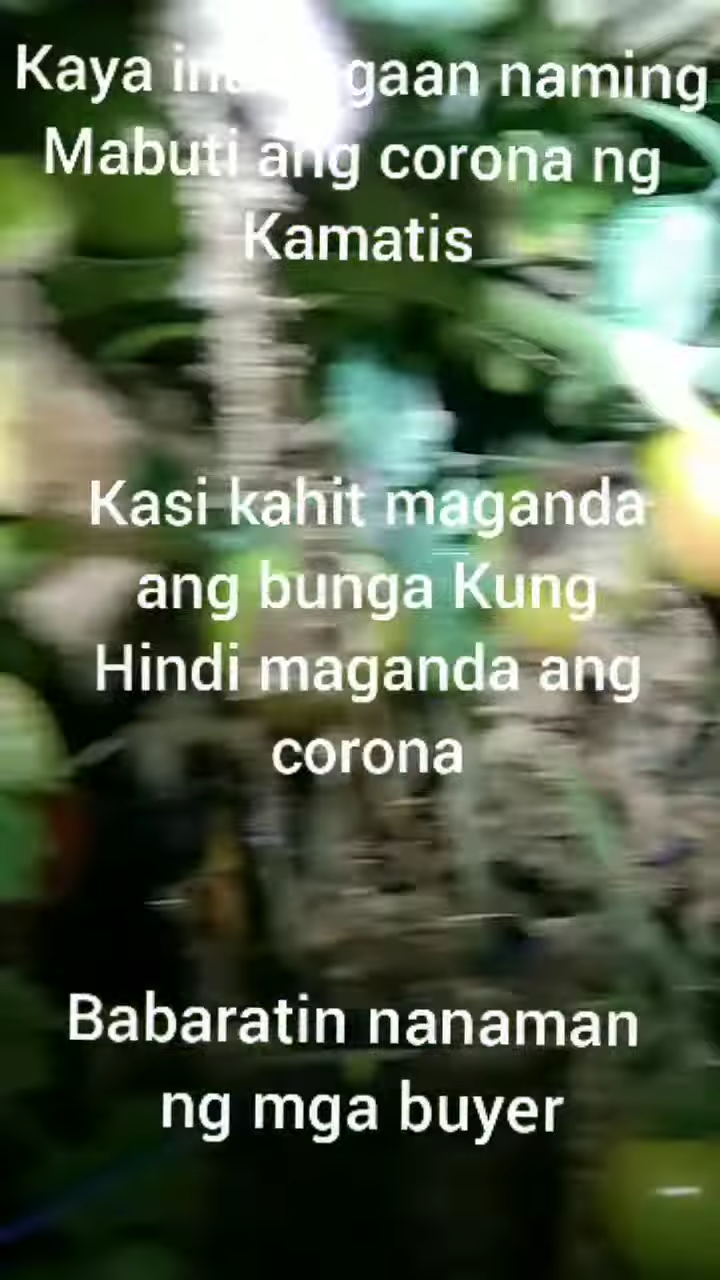 Kaya naming
Mabuti ang corona ng
Kamatis
Kasi kahit maganda
ang bunga Kung
Hindi maganda ang
corona
Babaratin nanaman
ng mga buyer